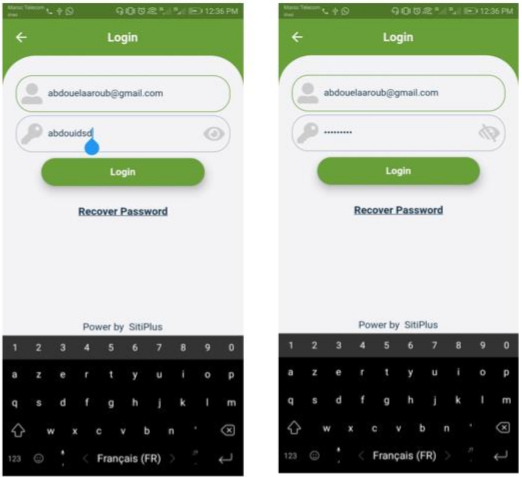 Maroc Telecom
12:36 PM
Login
abdouelaaroub@gmail.com
abdouidsd
Login
Recover Password
Power by SitiPlus
1 2 3 4 5 6 7 8 9 0
a z e r t y u i o p
q s d f g h j k l m
w x c v b n '
123 Français (FR)
Maroc Telecom
12:36 PM
Login
abdouelaaroub@gmail.com
•••••••••
Login
Recover Password
Power by SitiPlus
1 2 3 4 5 6 7 8 9 0
a z e r t y u i o p
q s d f g h j k l m
w x c v b n '
123 Français (FR)